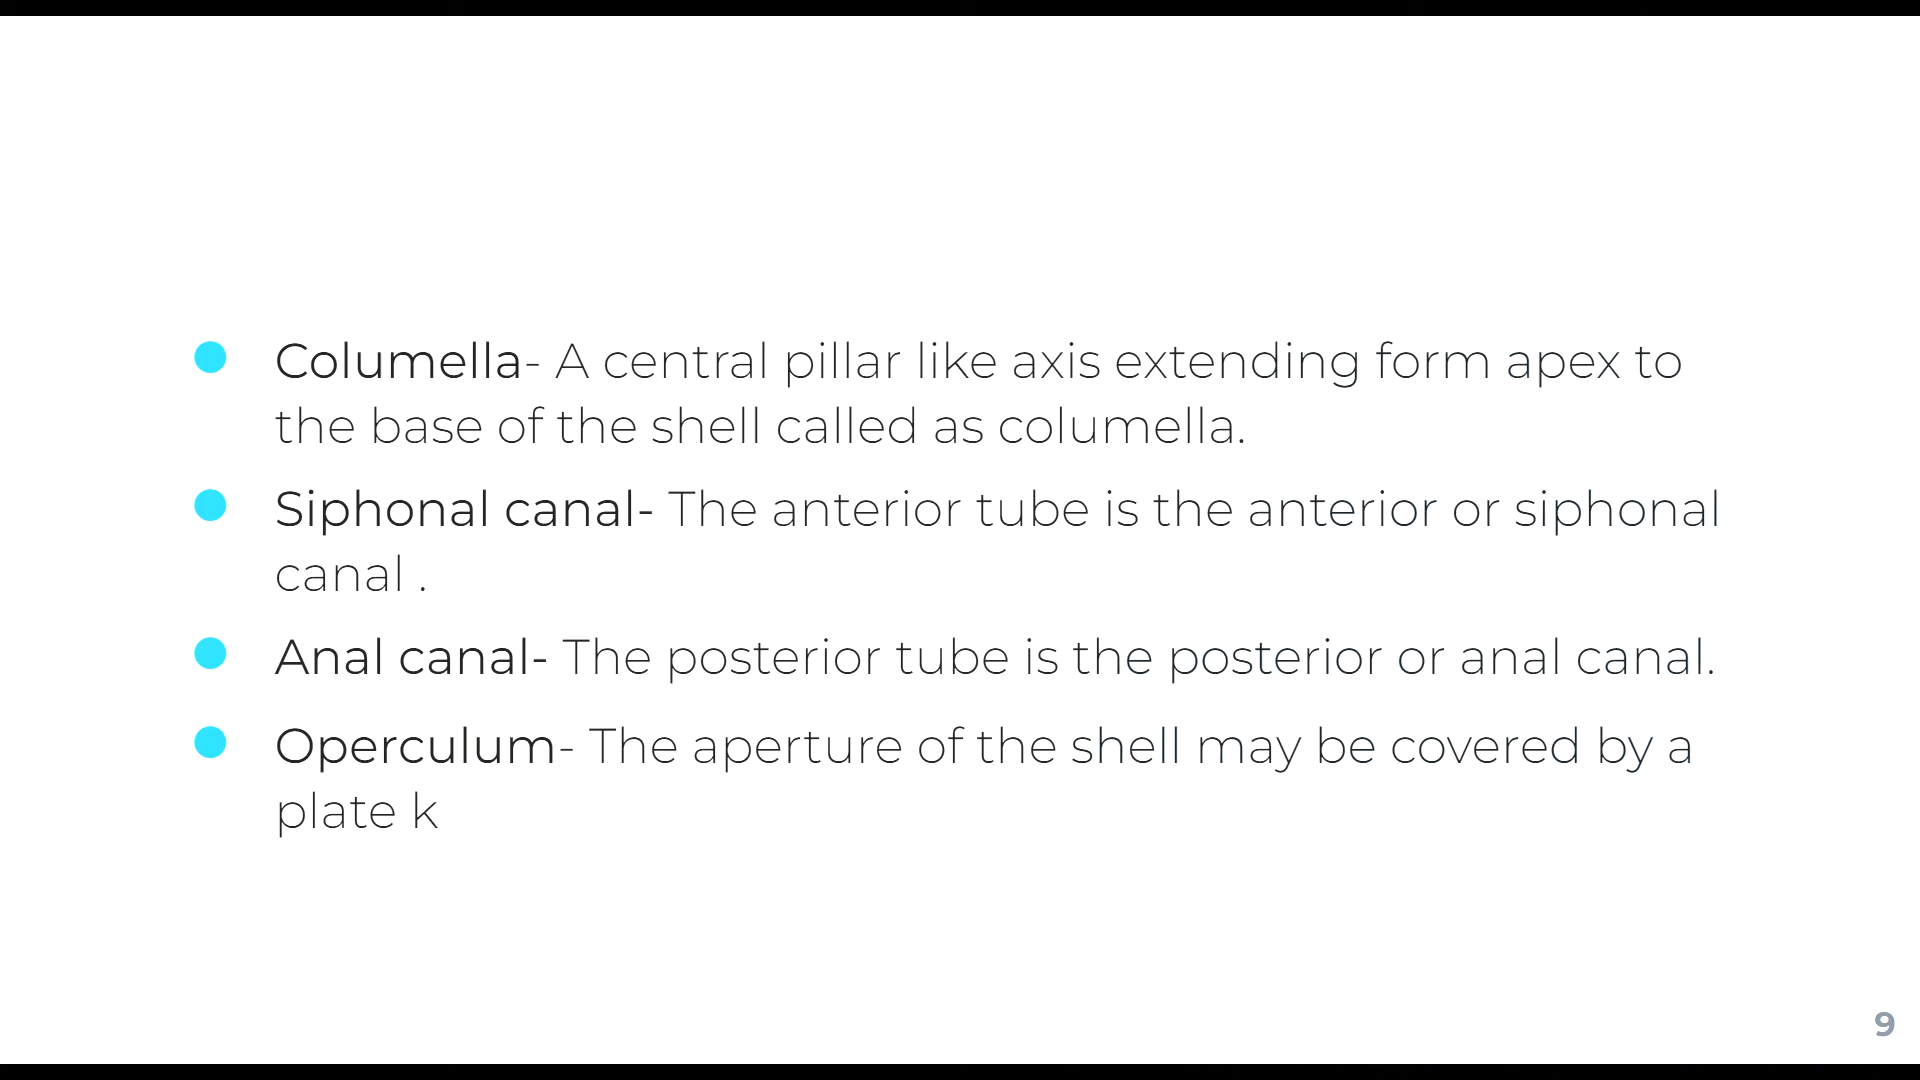 Columella- A central pillar like axis extending form apex to
the base of the shell called as columella.
Siphonal canal- The anterior tube is the anterior or siphonal
canal .
Anal canal- The posterior tube is the posterior or anal canal.
Operculum- The aperture of the shell may be covered by a
plate k
9